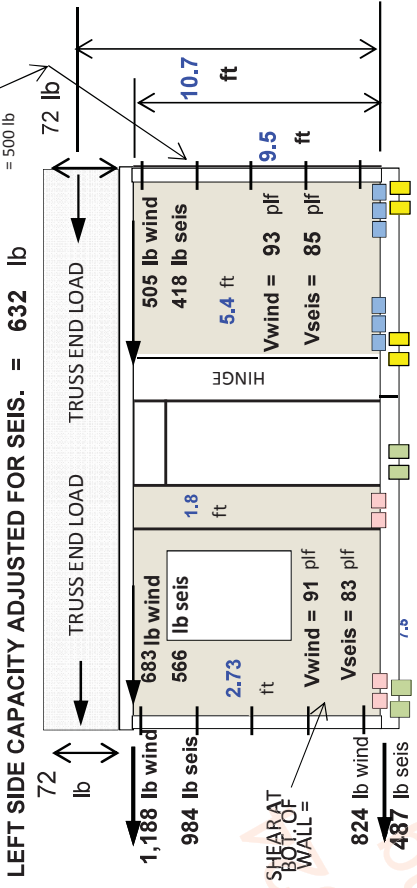 = 500 lb
LEFT SIDE CAPACITY ADJUSTED FOR SEIS. = 632 lb
72
lb
72 lb
TRUSS END LOAD
TRUSS END LOAD
10.7
ft
9.5
ft
1,188 lb wind
984 lb seis
683 lb wind
566 lb seis
2.73
ft
1.8
ft
HINGE
505 lb wind
418 lb seis
5.4 ft
Vwind = 91 plf
Vseis = 83 plf
Vwind = 93 plf
Vseis = 85 plf
SHEAR AT
BOT. OF
WALL =
824 lb wind
487 lb seis